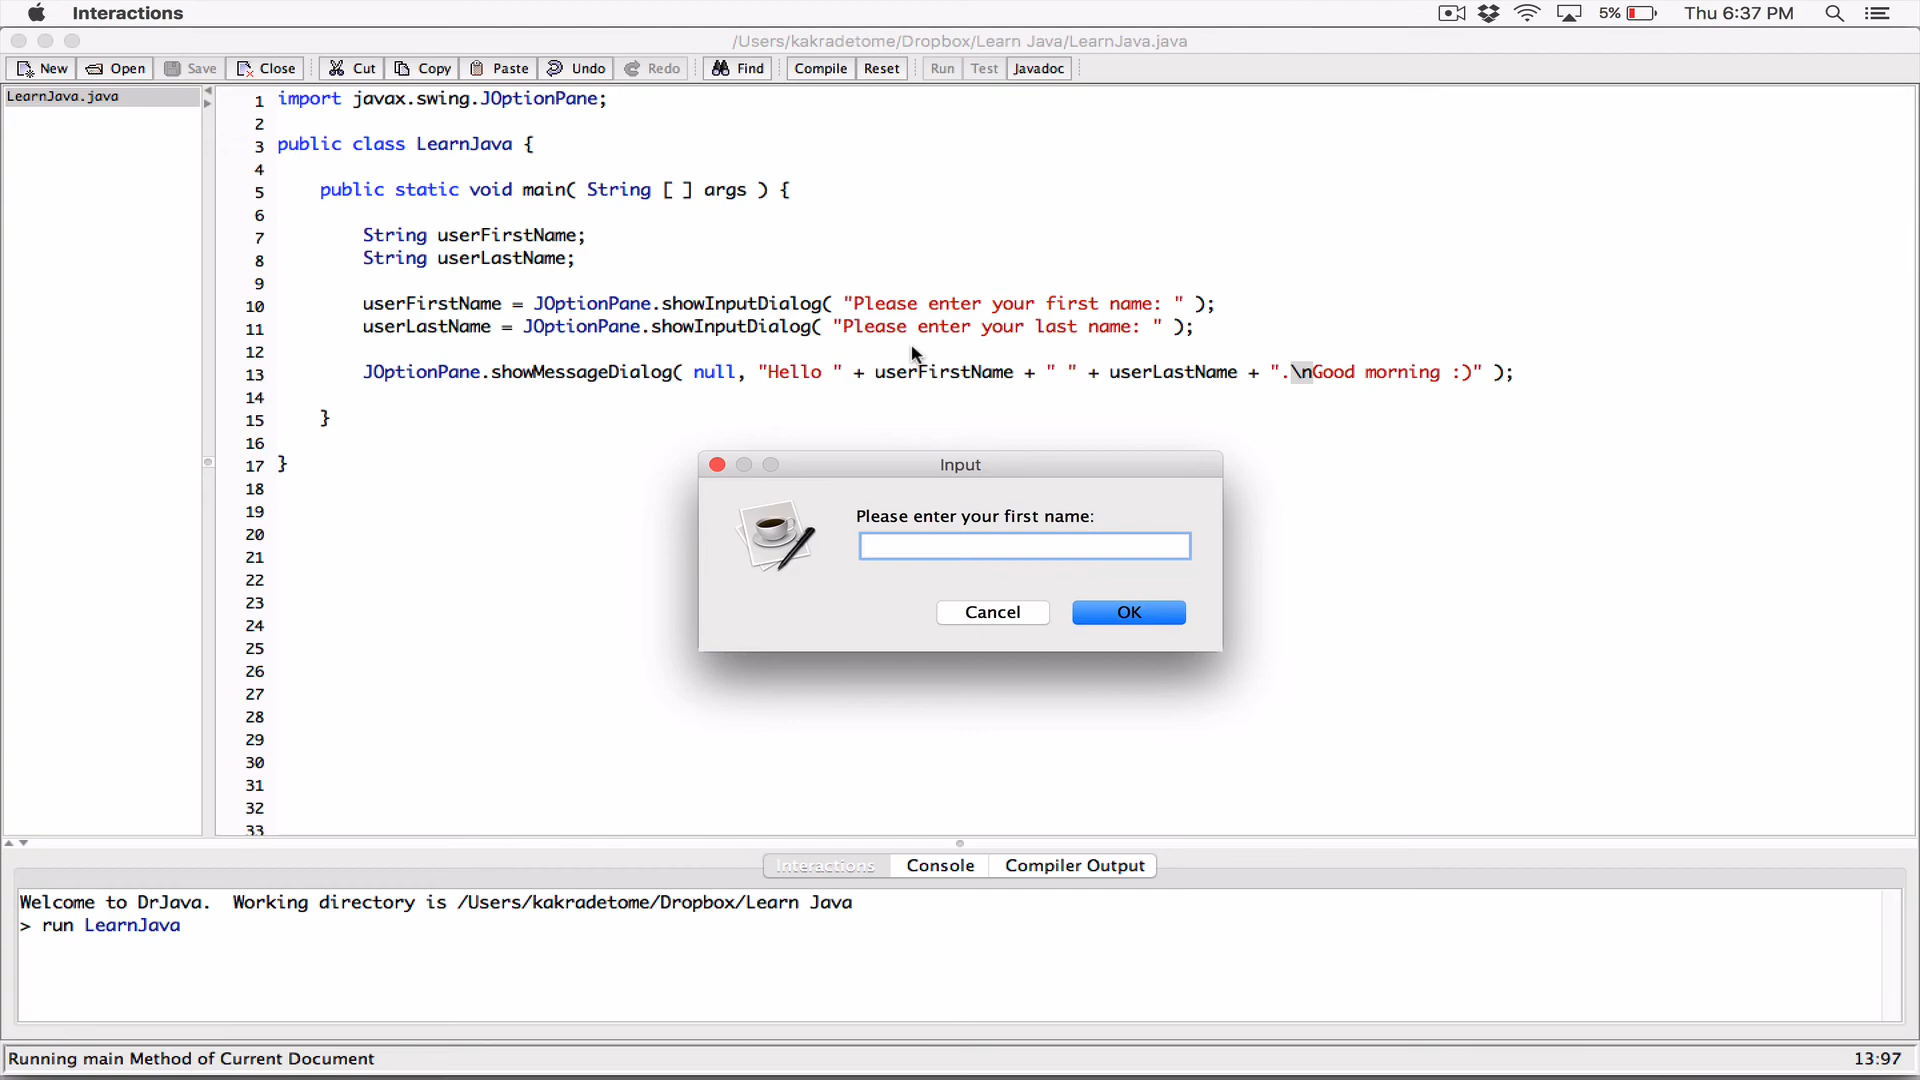 Interactions 5% Thu 6:37 PM
/Users/kakradetome/Dropbox/Learn Java/LearnJava.java
New Open Save Close Cut Copy Paste Undo Redo Find Compile Reset Run Test Javadoc
LearnJava.java
1 import javax.swing.JOptionPane;
2
3 public class LearnJava {
4
5 public static void main( String [ ] args ) {
6
7 String userFirstName;
8 String userLastName;
9
10 userFirstName = JOptionPane.showInputDialog( "Please enter your first name: " );
11 userLastName = JOptionPane.showInputDialog( "Please enter your last name: " );
12
13 JOptionPane.showMessageDialog( null, "Hello " + userFirstName + " " + userLastName + ".\nGood morning :)" );
14
15 }
16
17 }
18
19
20
21
22
23
24
25
26
27
28
29
30
31
32
33
Input
Please enter your first name:
Cancel OK
Interactions Console Compiler Output
Welcome to DrJava. Working directory is /Users/kakradetome/Dropbox/Learn Java
> run LearnJava
Running main Method of Current Document 13:97